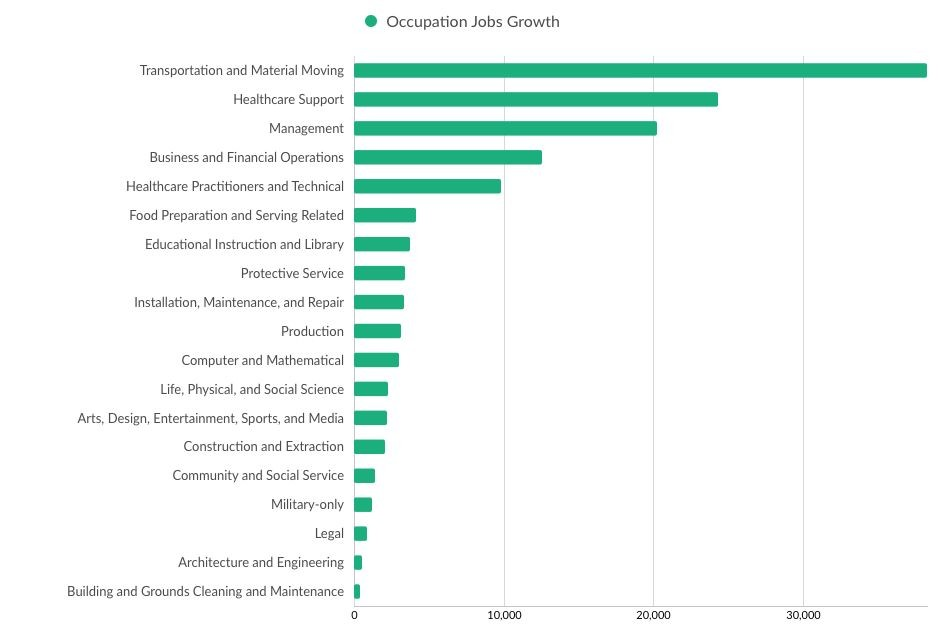 Occupation Jobs Growth
Transportation and Material Moving
Healthcare Support
Management
Business and Financial Operations
Healthcare Practitioners and Technical
Food Preparation and Serving Related
Educational Instruction and Library
Protective Service
Installation, Maintenance, and Repair
Production
Computer and Mathematical
Life, Physical, and Social Science
Arts, Design, Entertainment, Sports, and Media
Construction and Extraction
Community and Social Service
Military-only
Legal
Architecture and Engineering
Building and Grounds Cleaning and Maintenance
0 10,000 20,000 30,000